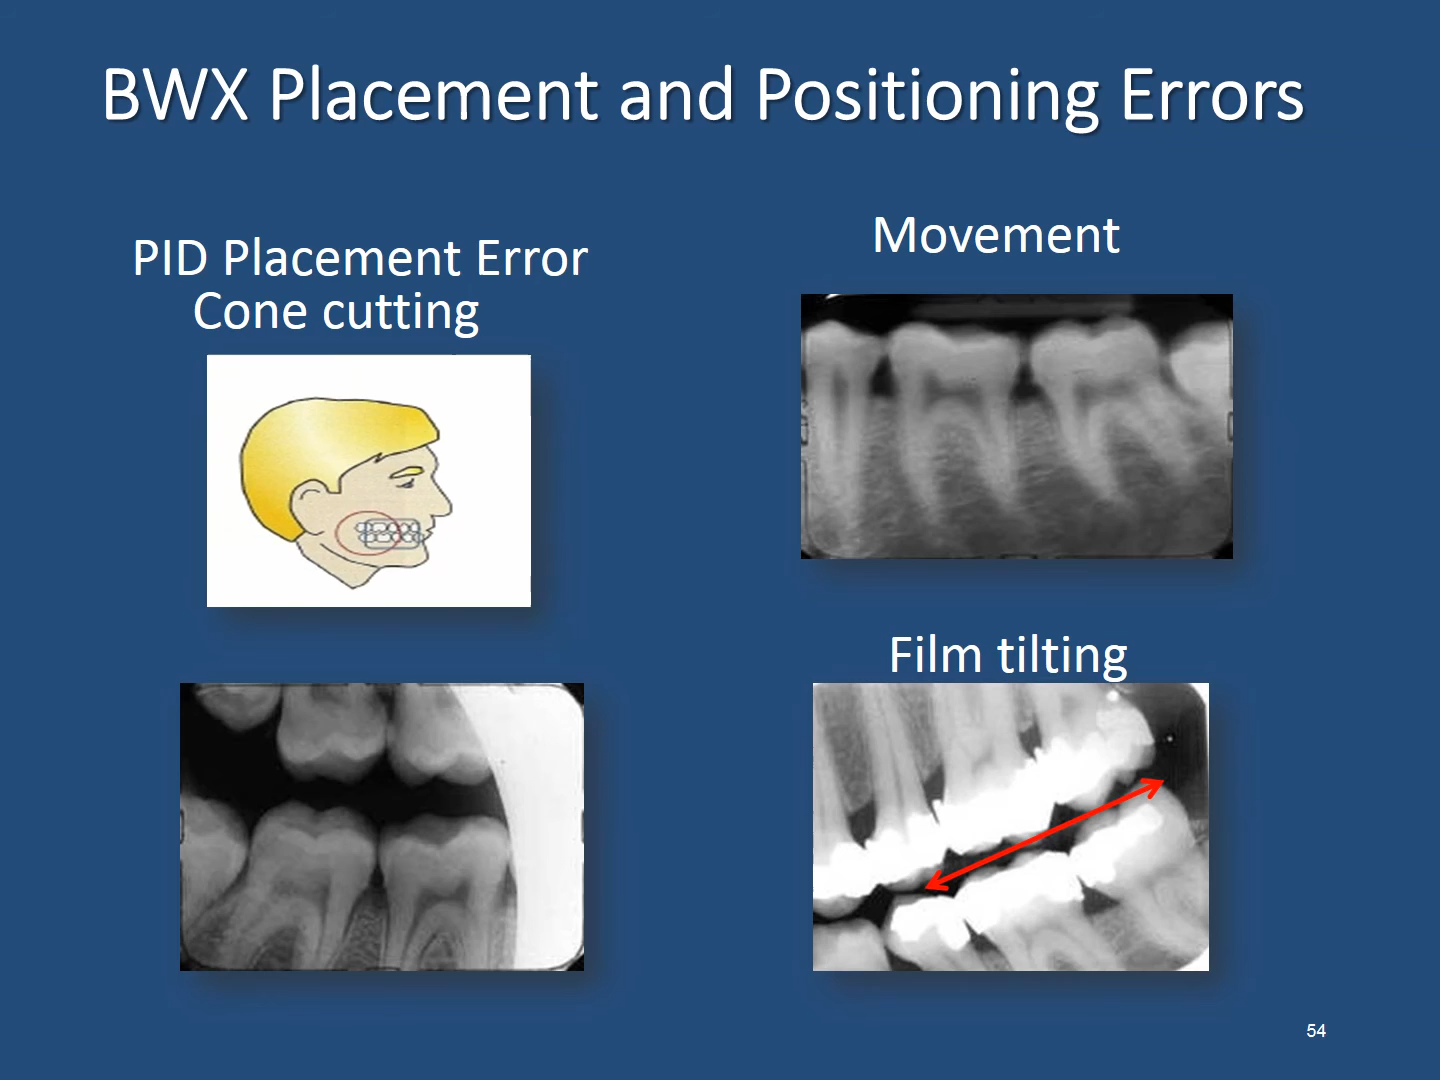 BWX Placement and Positioning Errors
PID Placement Error
Cone cutting
Movement
Film tilting
54